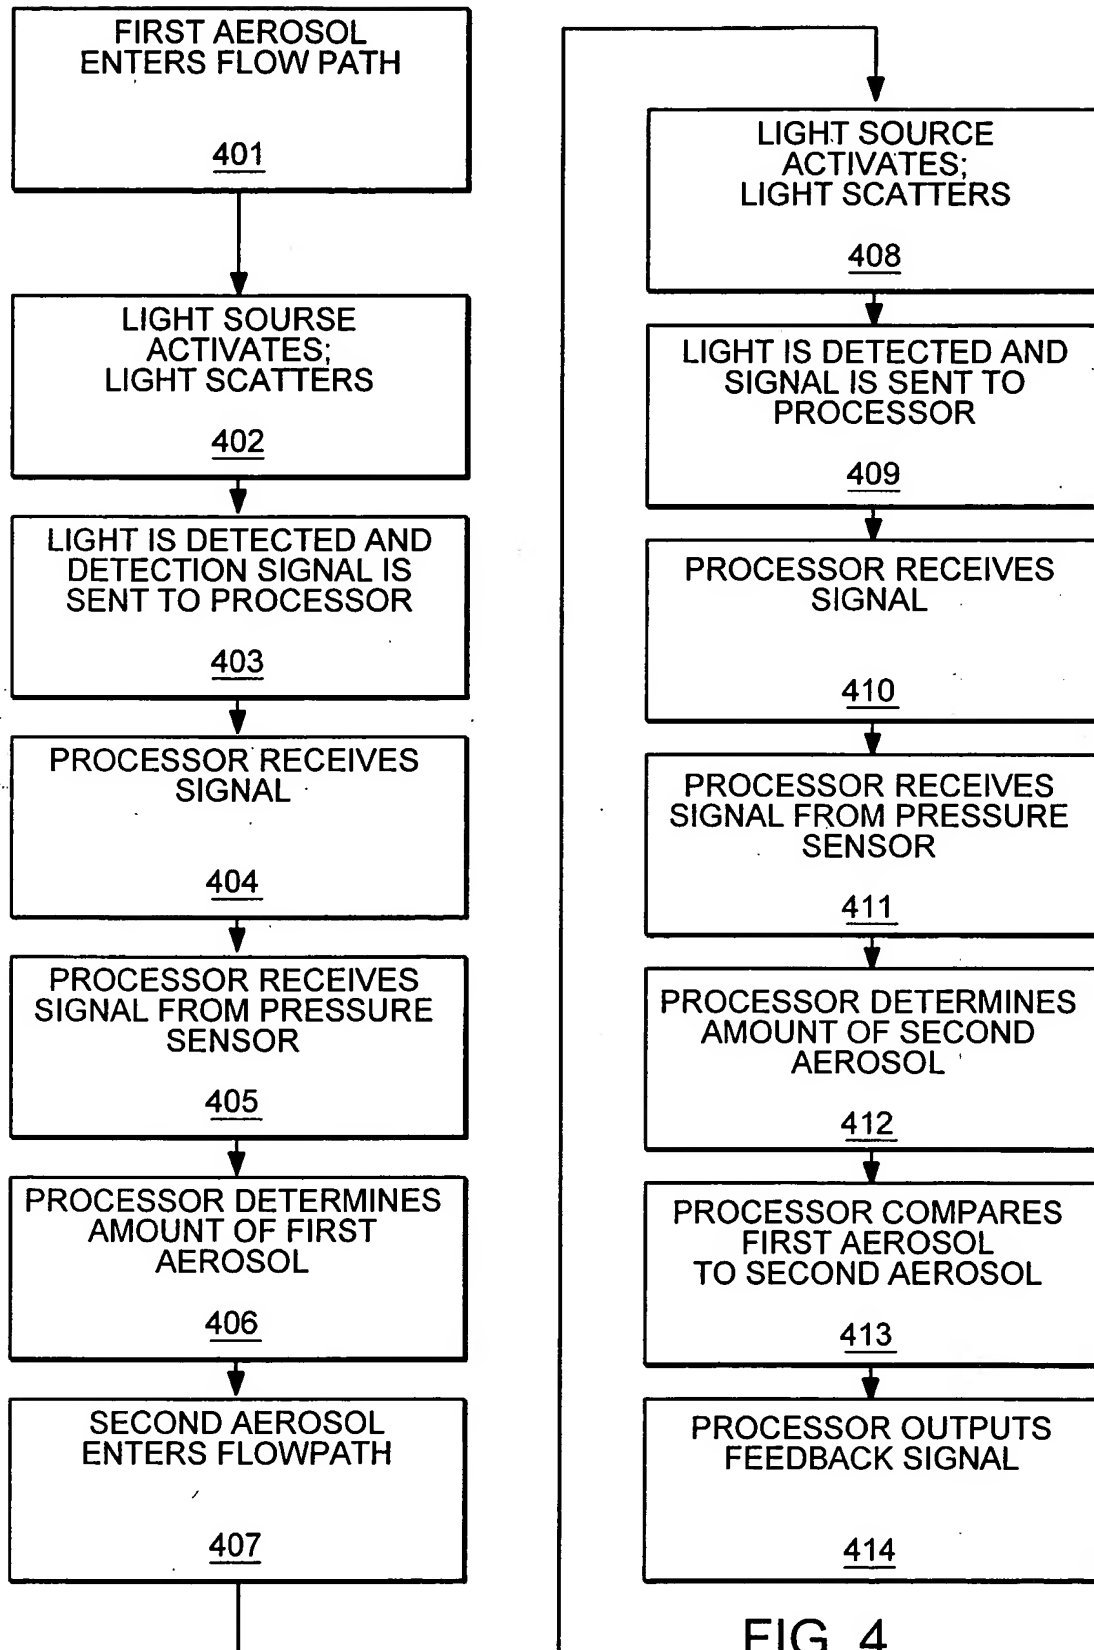 FIRST AEROSOL
ENTERS FLOW PATH
401
LIGHT SOURSE
ACTIVATES;
LIGHT SCATTERS
402
LIGHT IS DETECTED AND
DETECTION SIGNAL IS
SENT TO PROCESSOR
403
PROCESSOR RECEIVES
SIGNAL
404
PROCESSOR RECEIVES
SIGNAL FROM PRESSURE
SENSOR
405
PROCESSOR DETERMINES
AMOUNT OF FIRST
AEROSOL
406
SECOND AEROSOL
ENTERS FLOWPATH
407
LIGHT SOURCE
ACTIVATES;
LIGHT SCATTERS
408
LIGHT IS DETECTED AND
SIGNAL IS SENT TO
PROCESSOR
409
PROCESSOR RECEIVES
SIGNAL
410
PROCESSOR RECEIVES
SIGNAL FROM PRESSURE
SENSOR
411
PROCESSOR DETERMINES
AMOUNT OF SECOND
AEROSOL
412
PROCESSOR COMPARES
FIRST AEROSOL
TO SECOND AEROSOL
413
PROCESSOR OUTPUTS
FEEDBACK SIGNAL
414
FIG. 4